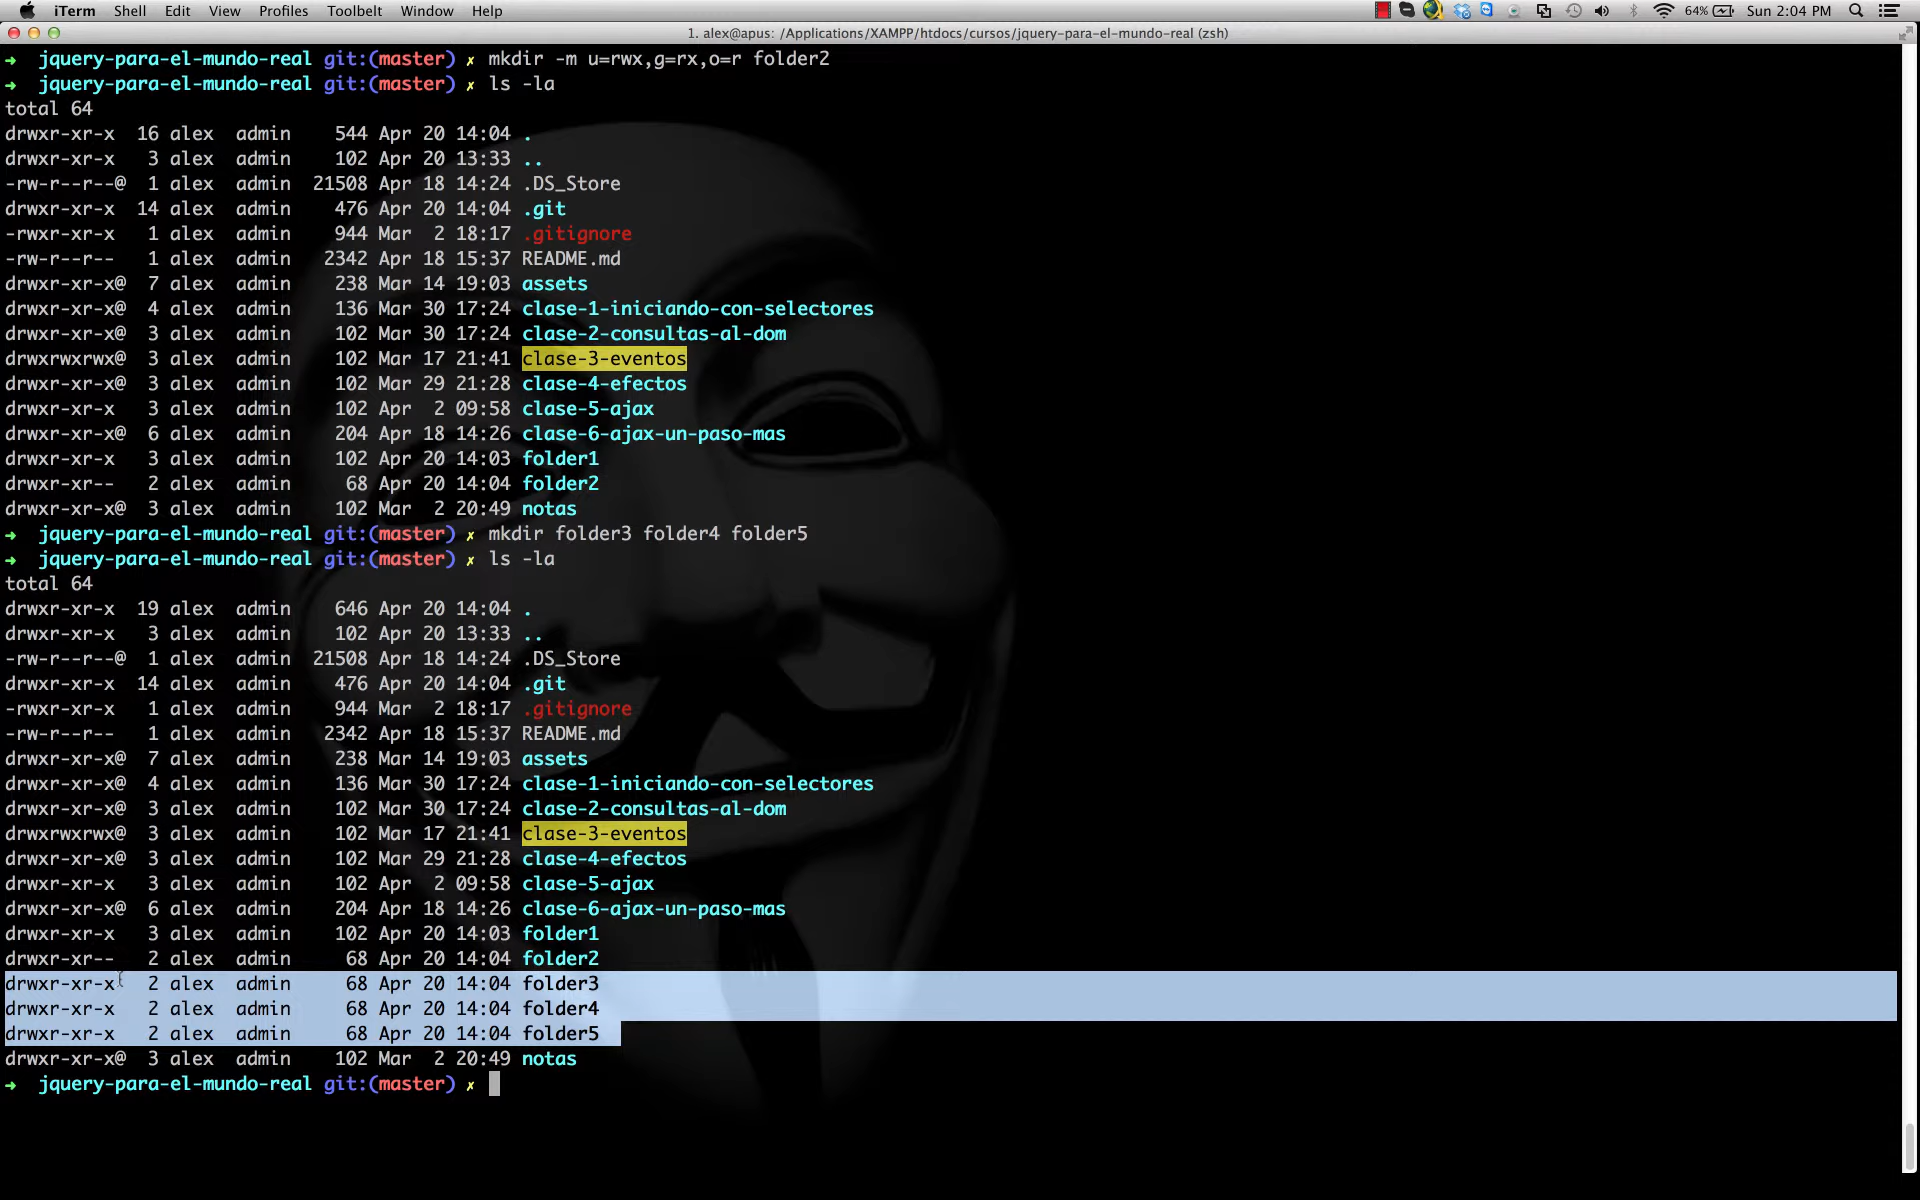 iTerm Shell Edit View Profiles Toolbelt Window Help 64% Sun 2:04 PM
1. alex@apus: /Applications/XAMPP/htdocs/cursos/jquery-para-el-mundo-real (zsh)
➜ jquery-para-el-mundo-real git:(master) ✗ mkdir -m u=rwx,g=rx,o=r folder2
➜ jquery-para-el-mundo-real git:(master) ✗ ls -la
total 64
drwxr-xr-x 16 alex admin 544 Apr 20 14:04 .
drwxr-xr-x 3 alex admin 102 Apr 20 13:33 ..
-rw-r--r--@ 1 alex admin 21508 Apr 18 14:24 .DS_Store
drwxr-xr-x 14 alex admin 476 Apr 20 14:04 .git
-rwxr-xr-x 1 alex admin 944 Mar 2 18:17 .gitignore
-rw-r--r-- 1 alex admin 2342 Apr 18 15:37 README.md
drwxr-xr-x@ 7 alex admin 238 Mar 14 19:03 assets
drwxr-xr-x@ 4 alex admin 136 Mar 30 17:24 clase-1-iniciando-con-selectores
drwxr-xr-x@ 3 alex admin 102 Mar 30 17:24 clase-2-consultas-al-dom
drwxrwxrwx@ 3 alex admin 102 Mar 17 21:41 clase-3-eventos
drwxr-xr-x@ 3 alex admin 102 Mar 29 21:28 clase-4-efectos
drwxr-xr-x 3 alex admin 102 Apr 2 09:58 clase-5-ajax
drwxr-xr-x@ 6 alex admin 204 Apr 18 14:26 clase-6-ajax-un-paso-mas
drwxr-xr-x 3 alex admin 102 Apr 20 14:03 folder1
drwxr-xr-- 2 alex admin 68 Apr 20 14:04 folder2
drwxr-xr-x@ 3 alex admin 102 Mar 2 20:49 notas
➜ jquery-para-el-mundo-real git:(master) ✗ mkdir folder3 folder4 folder5
➜ jquery-para-el-mundo-real git:(master) ✗ ls -la
total 64
drwxr-xr-x 19 alex admin 646 Apr 20 14:04 .
drwxr-xr-x 3 alex admin 102 Apr 20 13:33 ..
-rw-r--r--@ 1 alex admin 21508 Apr 18 14:24 .DS_Store
drwxr-xr-x 14 alex admin 476 Apr 20 14:04 .git
-rwxr-xr-x 1 alex admin 944 Mar 2 18:17 .gitignore
-rw-r--r-- 1 alex admin 2342 Apr 18 15:37 README.md
drwxr-xr-x@ 7 alex admin 238 Mar 14 19:03 assets
drwxr-xr-x@ 4 alex admin 136 Mar 30 17:24 clase-1-iniciando-con-selectores
drwxr-xr-x@ 3 alex admin 102 Mar 30 17:24 clase-2-consultas-al-dom
drwxrwxrwx@ 3 alex admin 102 Mar 17 21:41 clase-3-eventos
drwxr-xr-x@ 3 alex admin 102 Mar 29 21:28 clase-4-efectos
drwxr-xr-x 3 alex admin 102 Apr 2 09:58 clase-5-ajax
drwxr-xr-x@ 6 alex admin 204 Apr 18 14:26 clase-6-ajax-un-paso-mas
drwxr-xr-x 3 alex admin 102 Apr 20 14:03 folder1
drwxr-xr-- 2 alex admin 68 Apr 20 14:04 folder2
drwxr-xr-x 2 alex admin 68 Apr 20 14:04 folder3
drwxr-xr-x 2 alex admin 68 Apr 20 14:04 folder4
drwxr-xr-x 2 alex admin 68 Apr 20 14:04 folder5
drwxr-xr-x@ 3 alex admin 102 Mar 2 20:49 notas
➜ jquery-para-el-mundo-real git:(master) ✗